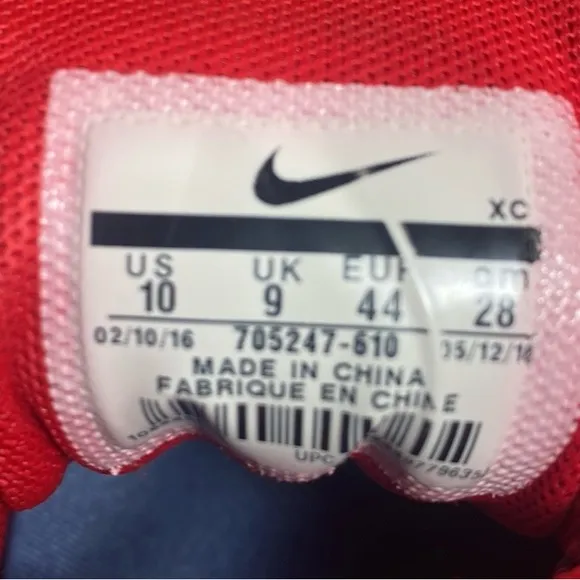 XC
US UK EUR cm
10 9 44 28
02/10/16 705247-610 05/12/16
MADE IN CHINA
FABRIQUE EN CHINE
UPC